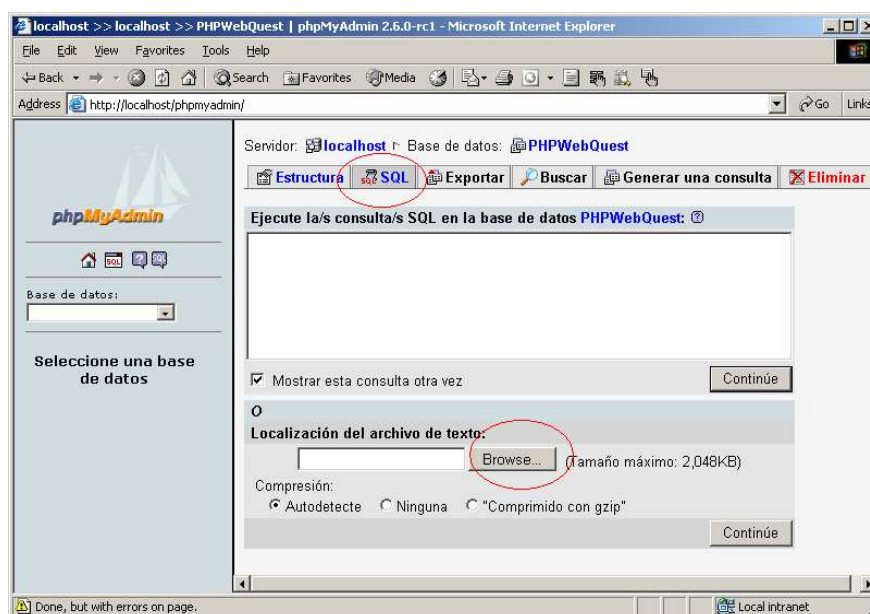 localhost >> localhost >> PHPWebQuest | phpMyAdmin 2.6.0-rc1 - Microsoft Internet Explorer
File Edit View Favorites Tools Help
Back Search Favorites Media
Address http://localhost/phpmyadmin/ Go Links
Servidor: localhost Base de datos: PHPWebQuest
Estructura SQL Exportar Buscar Generar una consulta Eliminar
phpMyAdmin
Ejecute la/s consulta/s SQL en la base de datos PHPWebQuest:
SQL SQL
Base de datos:
Seleccione una base
de datos
Mostrar esta consulta otra vez Continúe
O
Localización del archivo de texto:
Browse... (Tamaño máximo: 2,048KB)
Compresión:
Autodetecte Ninguna "Comprimido con gzip"
Continúe
Done, but with errors on page. Local intranet